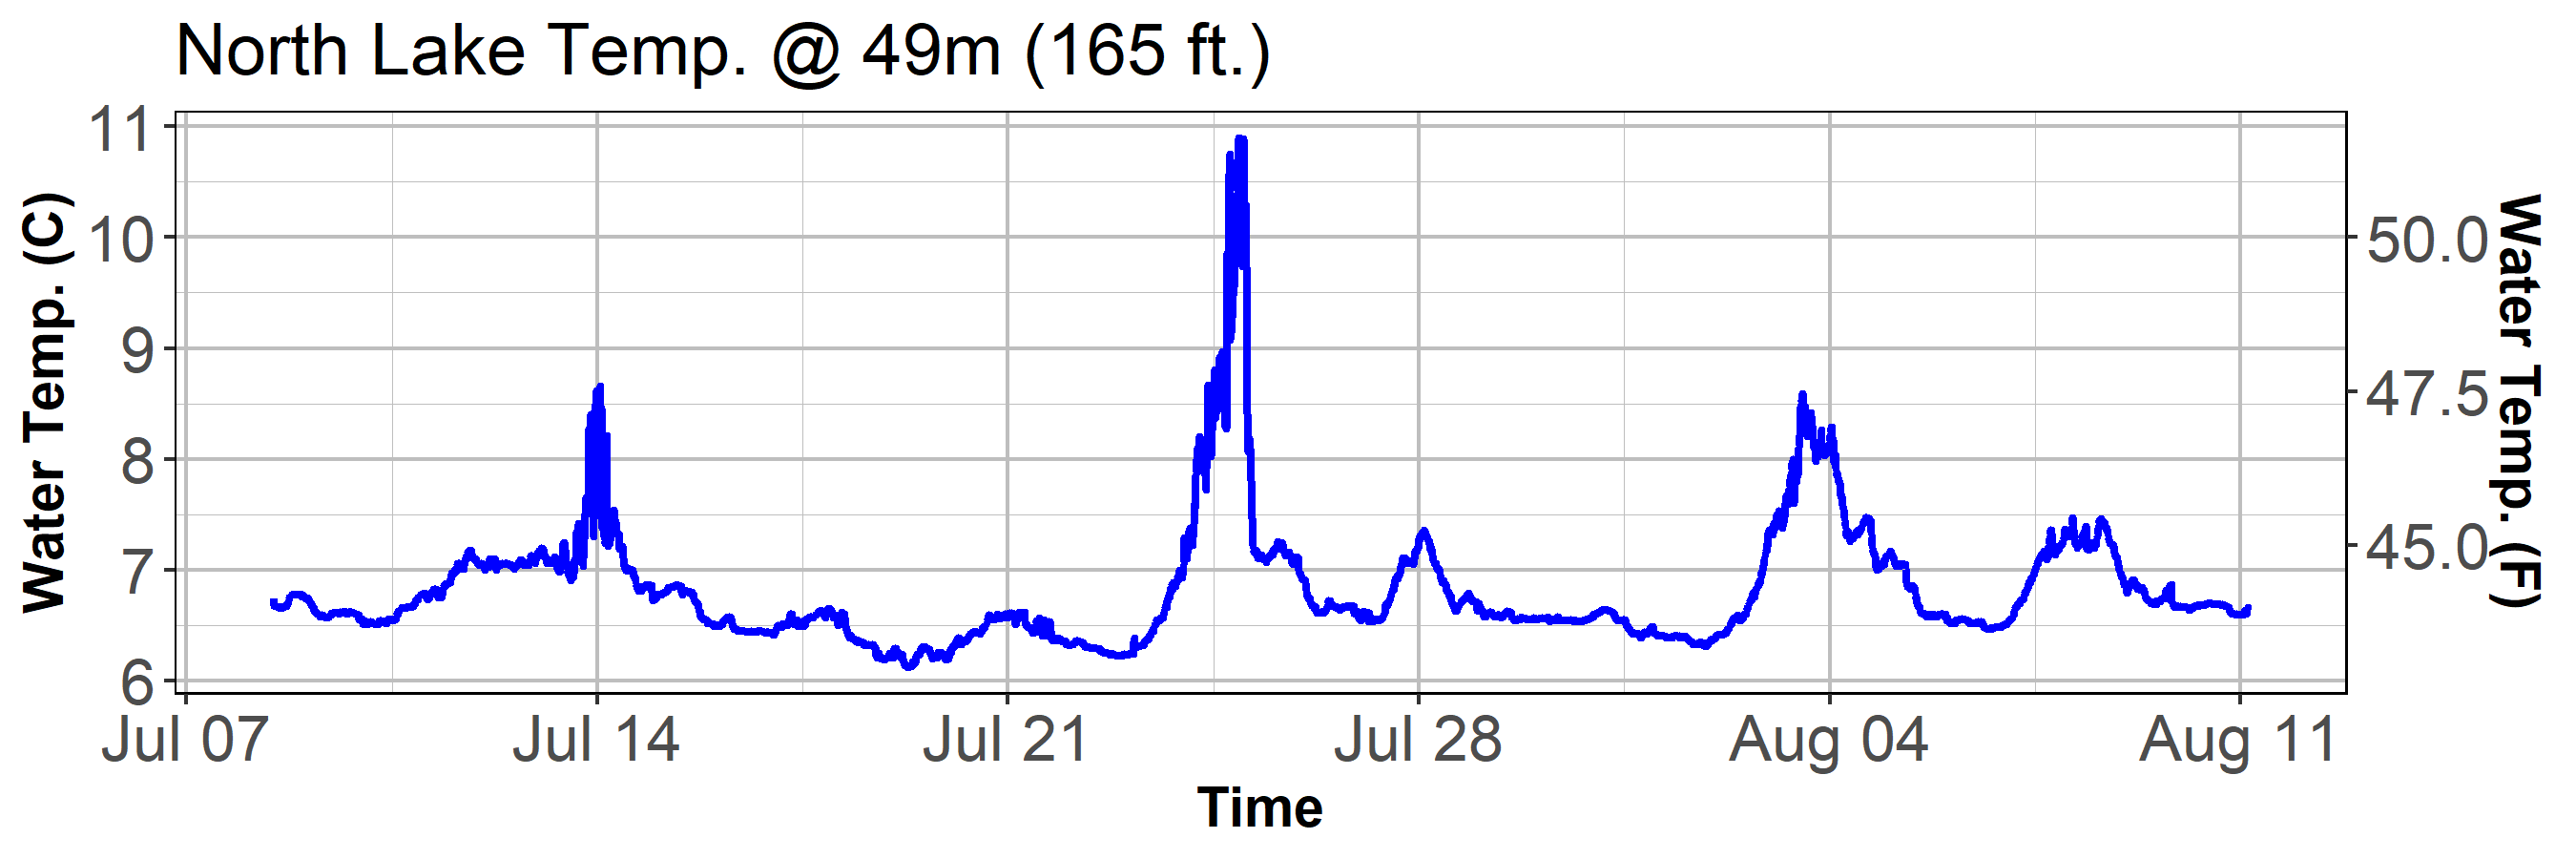 North Lake Temp. @ 49m (165 ft.)
11
10
9
8
7
6
Water Temp. (C)
50.0
47.5
45.0
Water Temp. (F)
Jul 07 Jul 14 Jul 21 Jul 28 Aug 04 Aug 11
Time